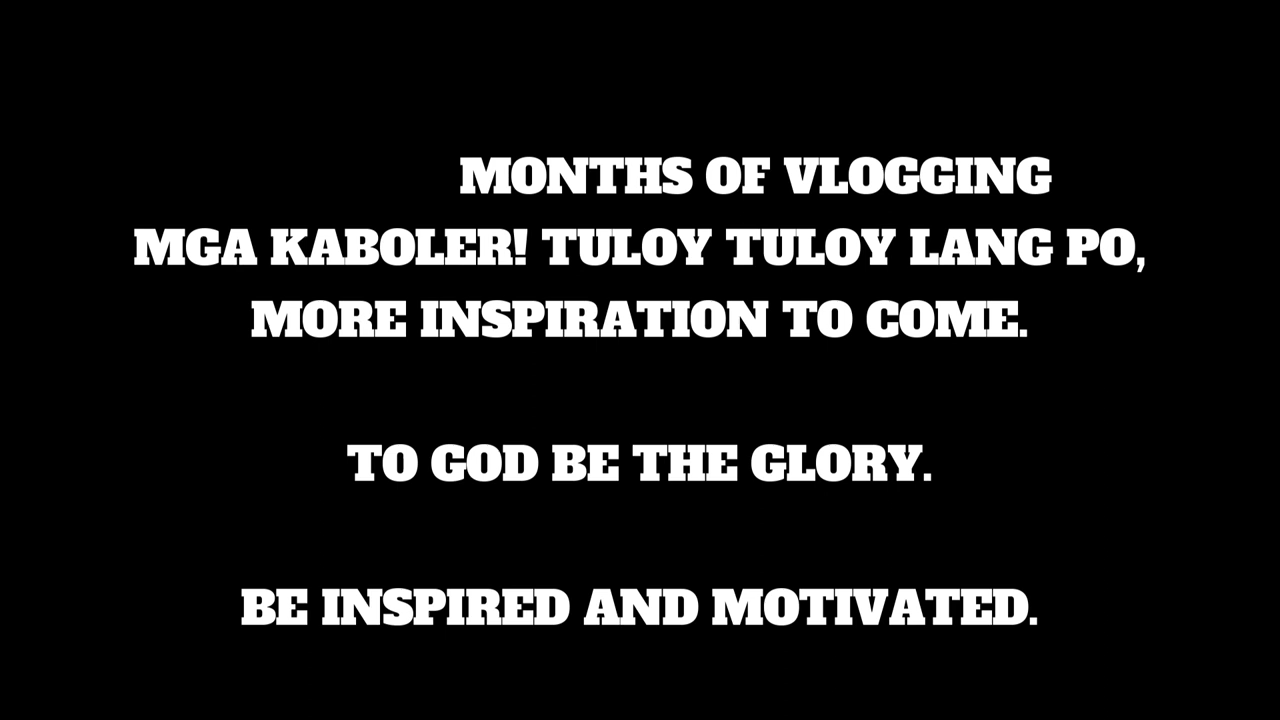 MONTHS OF VLOGGING
MGA KABOLER! TULOY TULOY LANG PO,
MORE INSPIRATION TO COME.
TO GOD BE THE GLORY.
BE INSPIRED AND MOTIVATED.